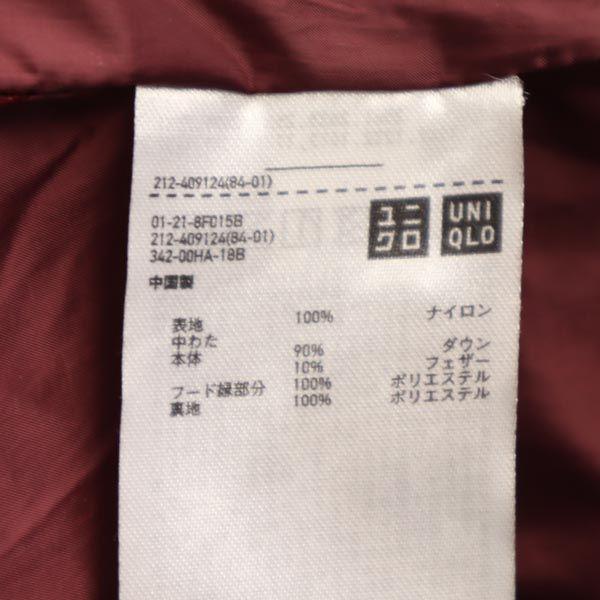 212-409124(84-01)
01-21-8F015B
212-409124(84-01)
342-00HA-18B
ユニ
クロ
UNI
QLO
中国製
表地 100% ナイロン
中わた
本体 90% ダウン
10% フェザー
フード縁部分 100% ポリエステル
裏地 100% ポリエステル